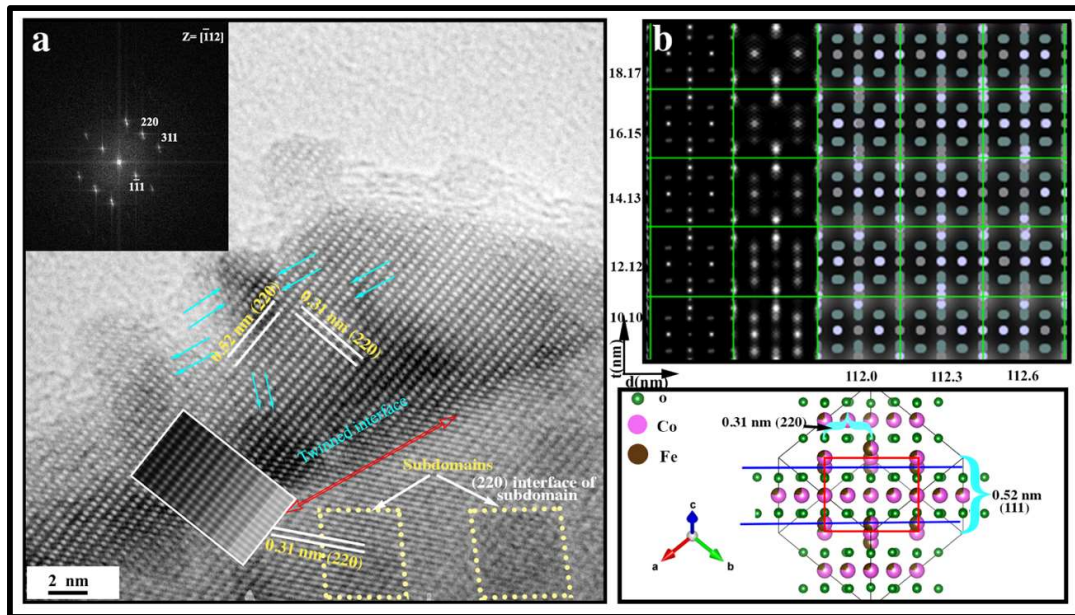 a
Z= [1̅12]
220
311
11̅1
0.52 nm (220)
0.31 nm (220)
Twinned interface
Subdomains
(220) interface of
subdomain
0.31 nm (220)
2 nm
b
18.17
16.15
14.13
12.12
10.10
t(nm)
d(nm)
112.0
112.3
112.6
o
Co
Fe
0.31 nm (220)
0.52 nm
(111)
c
a
b